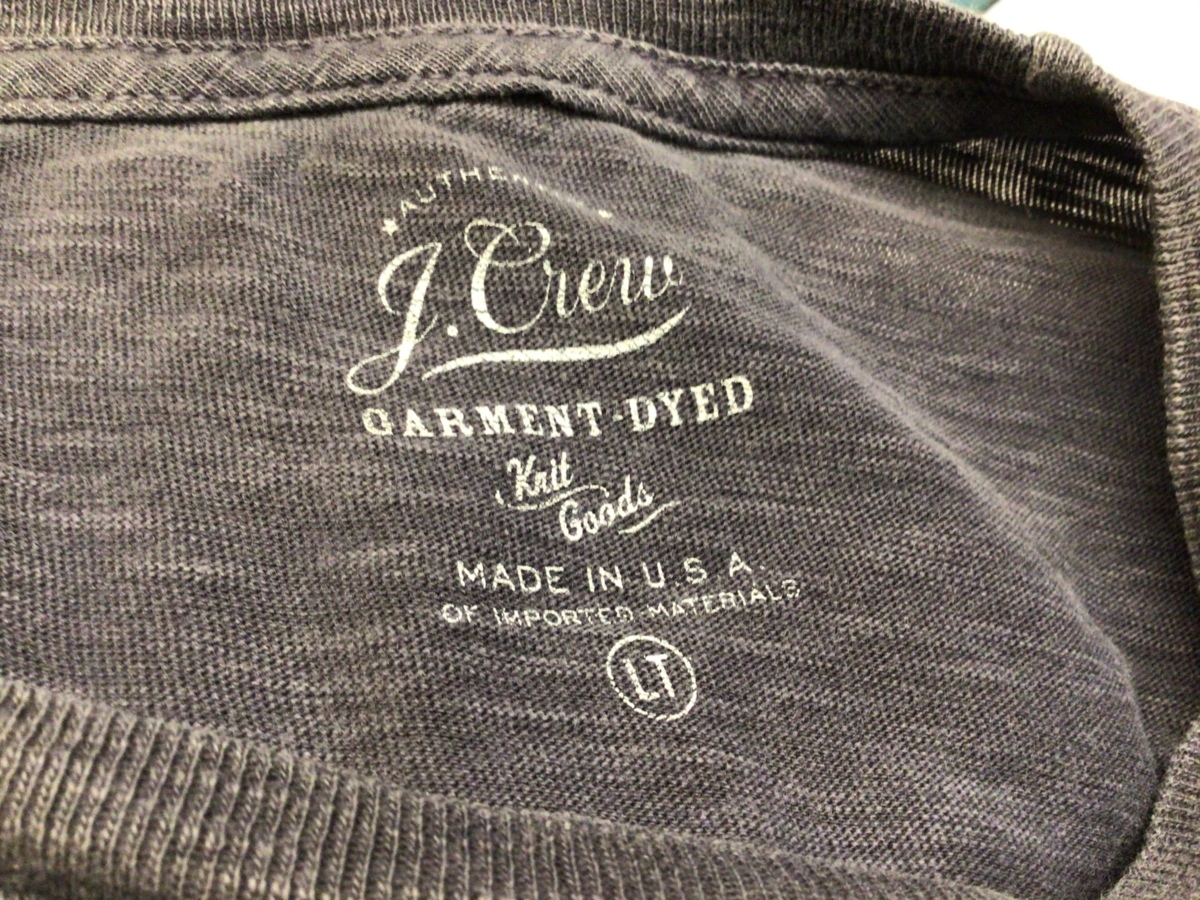 J.Crew
GARMENT-DYED
Knit
Goods
MADE IN U.S.A.
OF IMPORTED MATERIALS
LT